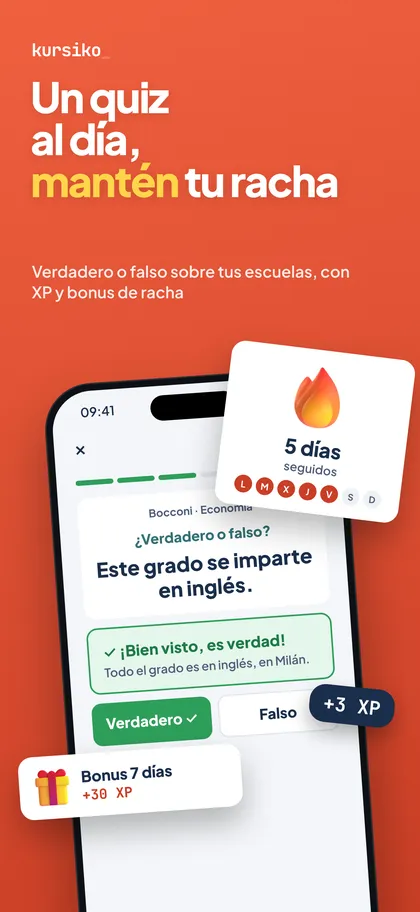 kursiko_
Un quiz
al día,
mantén tu racha
Verdadero o falso sobre tus escuelas, con
XP y bonus de racha
09:41
5 días
seguidos
L M X J V S D
×
Bocconi · Economía
¿Verdadero o falso?
Este grado se imparte
en inglés.
✓ ¡Bien visto, es verdad!
Todo el grado es en inglés, en Milán.
Verdadero ✓
Falso
+3 XP
Bonus 7 días
+30 XP